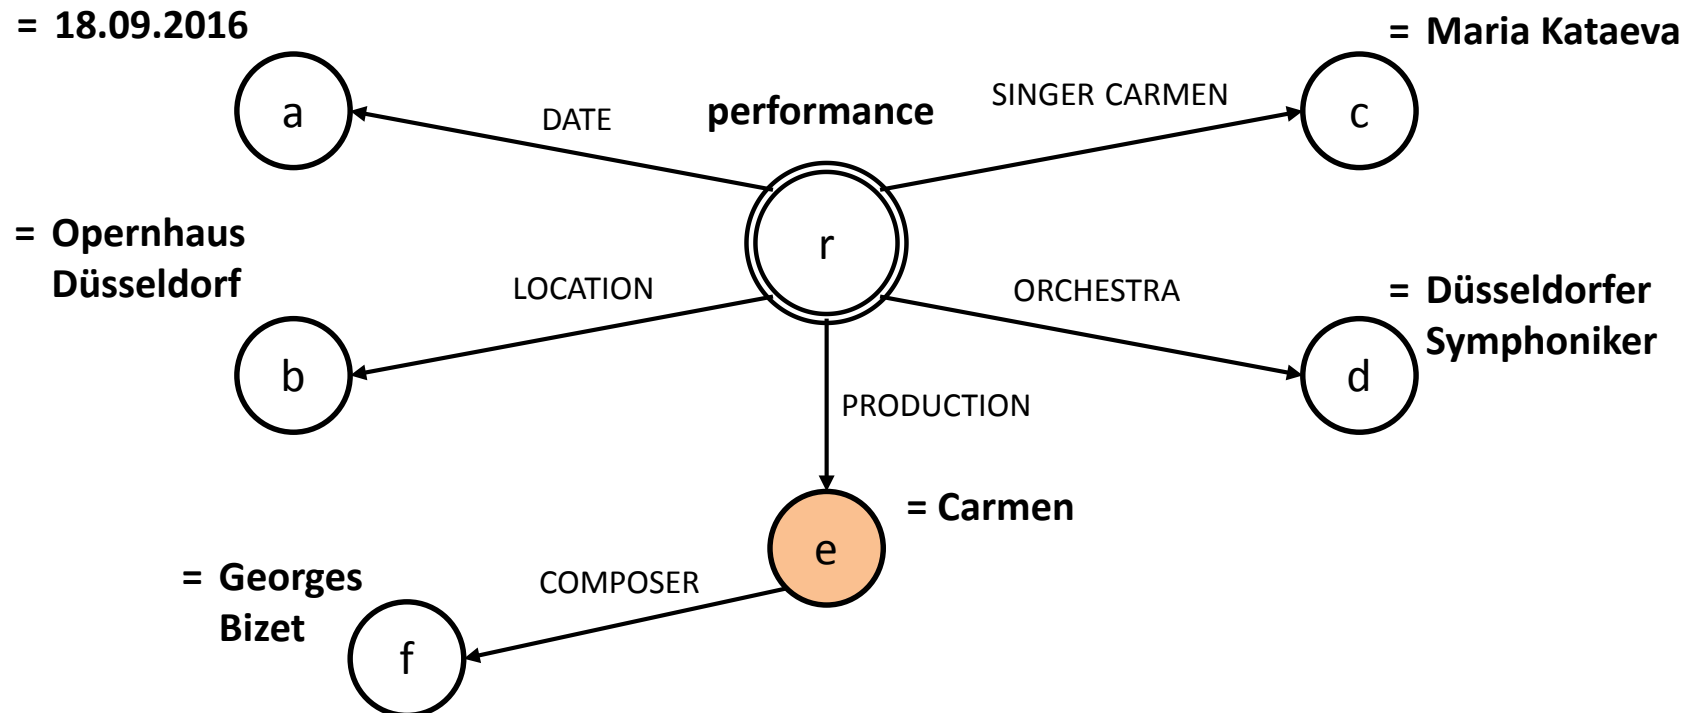 = 18.09.2016
= Maria Kataeva
a
DATE
performance
SINGER CARMEN
c
= Opernhaus
Düsseldorf
r
LOCATION
ORCHESTRA
= Düsseldorfer
Symphoniker
b
d
PRODUCTION
= Carmen
e
= Georges
Bizet
COMPOSER
f